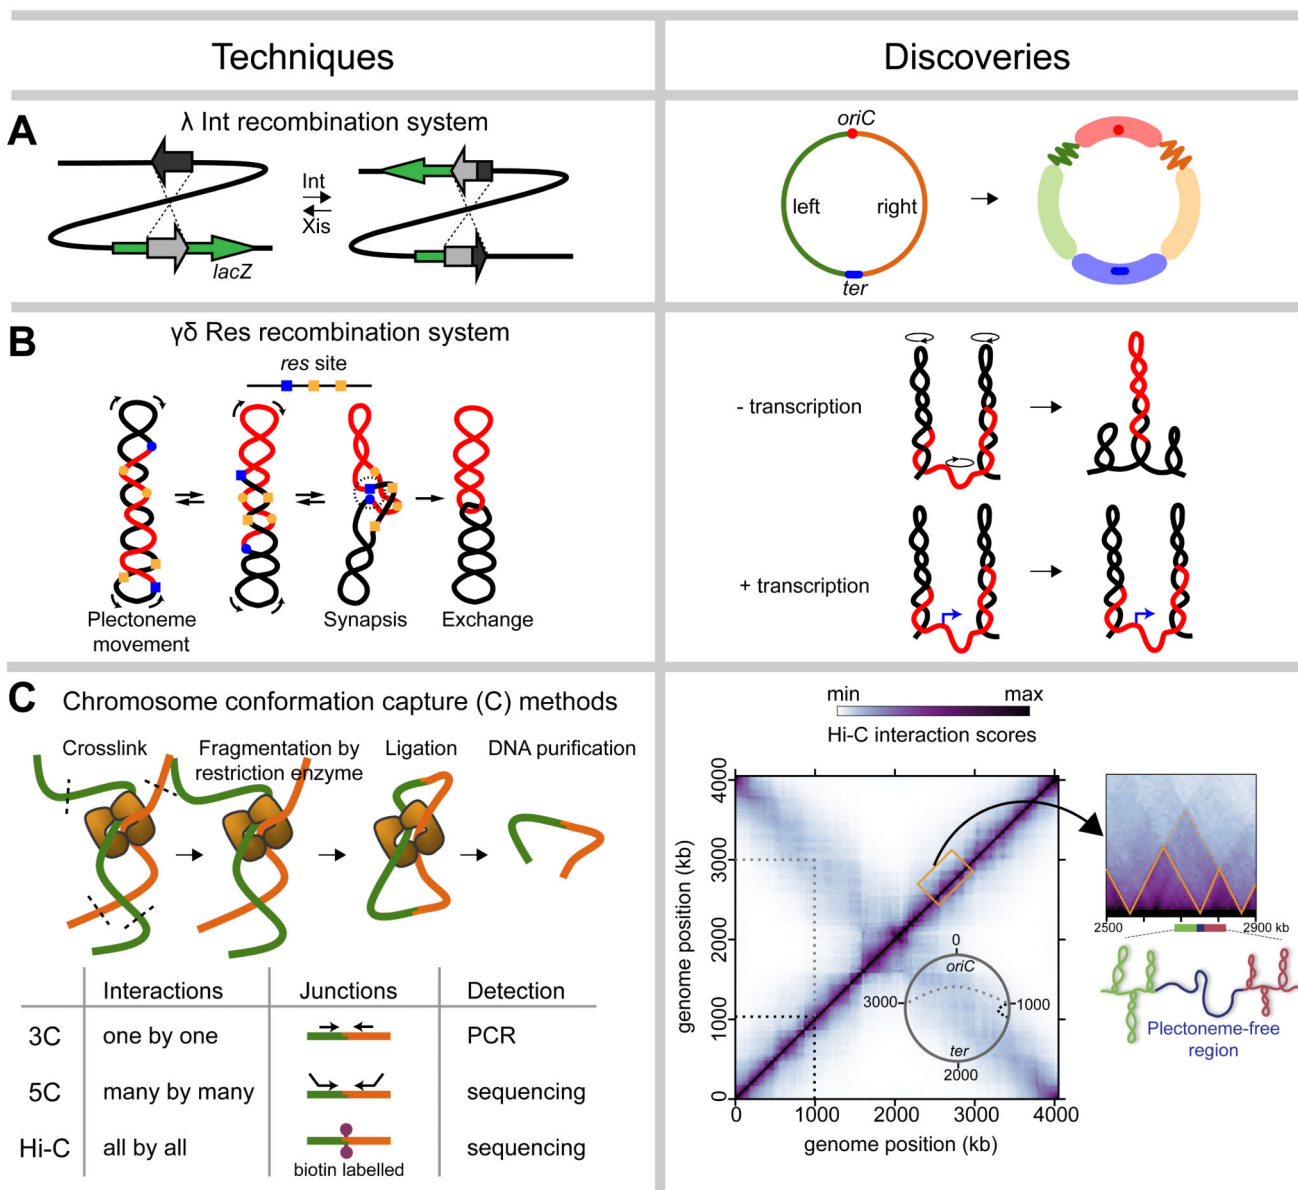 Techniques
Discoveries
A
λ Int recombination system
Int
Xis
lacZ
oriC
left
right
ter
B
γδ Res recombination system
res site
Plectoneme
movement
Synapsis
Exchange
- transcription
+ transcription
C
Chromosome conformation capture (C) methods
Crosslink
Fragmentation by
restriction enzyme
Ligation
DNA purification
Interactions
Junctions
Detection
3C
one by one
PCR
5C
many by many
sequencing
Hi-C
all by all
sequencing
biotin labelled
min
max
Hi-C interaction scores
genome position (kb)
4000
3000
2000
1000
0
0
1000
2000
3000
4000
genome position (kb)
0
oriC
3000
1000
ter
2000
2500
2900 kb
Plectoneme-free
region